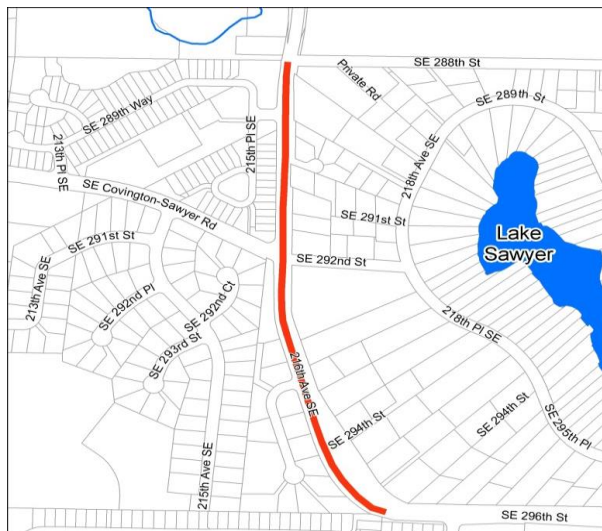 SE 288th St
Private Rd
SE 289th St
SE 289th Way
215th Pl SE
213th Pl SE
218th Ave SE
SE Covington-Sawyer Rd
SE 291st St
SE 291st St
Lake
Sawyer
SE 292nd St
213th Ave SE
SE 292nd Pl
SE 292nd Ct
SE 293rd St
218th Pl SE
216th Ave SE
SE 294th St
SE 294th St
SE 295th Pl
215th Ave SE
SE 296th St